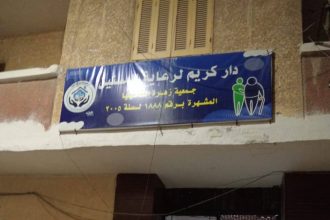 دار كريم لرعاية
جمعية زهرة
المشهرة برقم ١٨٨٨ لسنة ٢٠٠٥